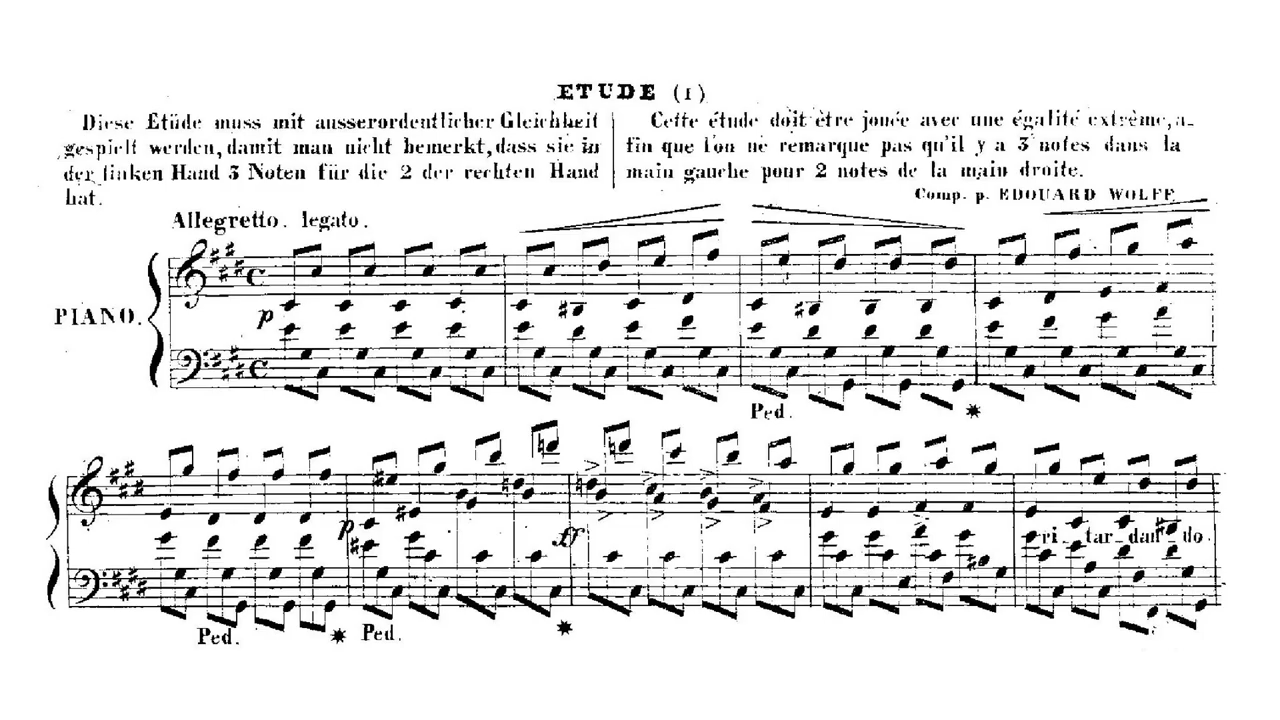 ETUDE (1)
Diese Etüde muss mit ausserordentlicher Gleichheit
gespielt werden, damit man nicht bemerkt, dass sie in
der linken Hand 3 Noten für die 2 der rechten Hand
hat.
Cette étude doit être jouée avec une égalité extrême, a-
fin que l'on ne remarque pas qu'il y a 3 notes dans la
main gauche pour 2 notes de la main droite.
Comp. p. EDOUARD WOLFF
Allegretto. legato.
PIANO.
p
Ped.
p
ff
ri-tar-dan-do.
Ped. Ped.